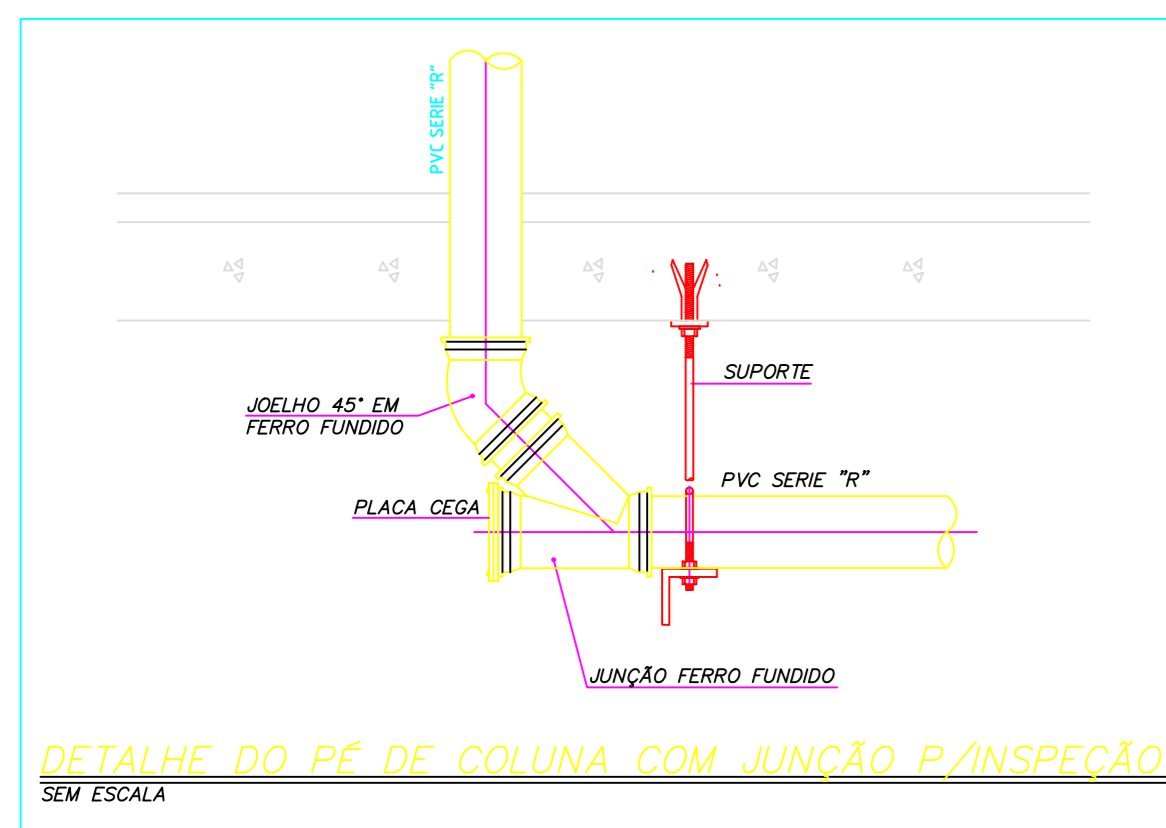 PVC SERIE "R"
SUPORTE
JOELHO 45° EM
FERRO FUNDIDO
PVC SERIE "R"
PLACA CEGA
JUNÇÃO FERRO FUNDIDO
DETALHE DO PÉ DE COLUNA COM JUNÇÃO P/INSPEÇÃO
SEM ESCALA